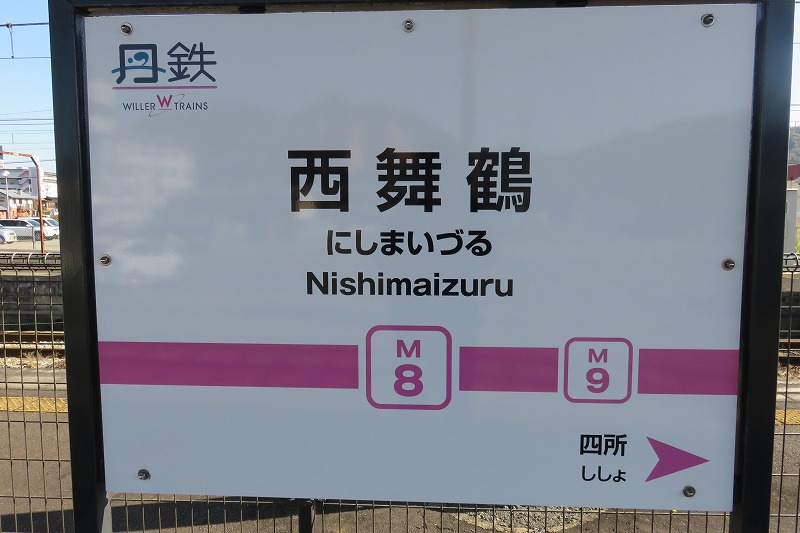 丹鉄
WILLER TRAINS
西舞鶴
にしまいづる
Nishimaizuru
M
8
M
9
四所
ししょ